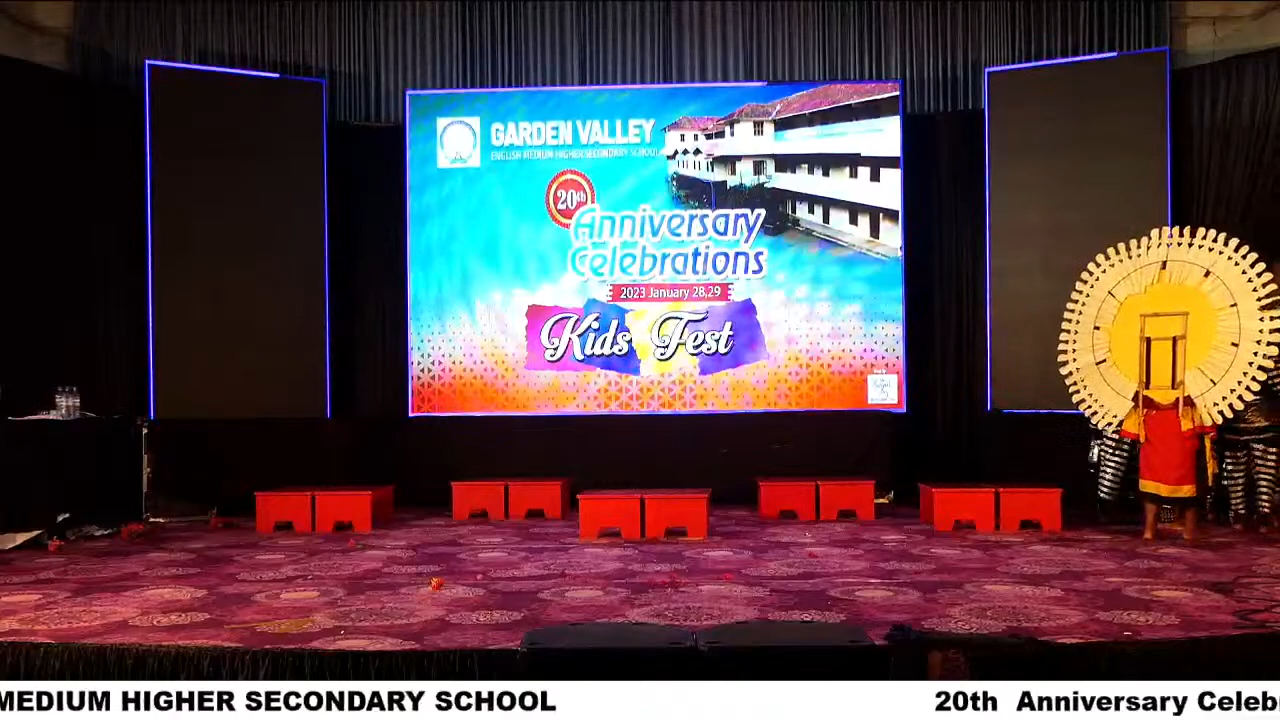 GARDEN VALLEY
ENGLISH MEDIUM HIGHER SECONDARY SCHOOL
20th
Anniversary
Celebrations
2023 January 28,29
Kids Fest
MEDIUM HIGHER SECONDARY SCHOOL
20th Anniversary Celeb